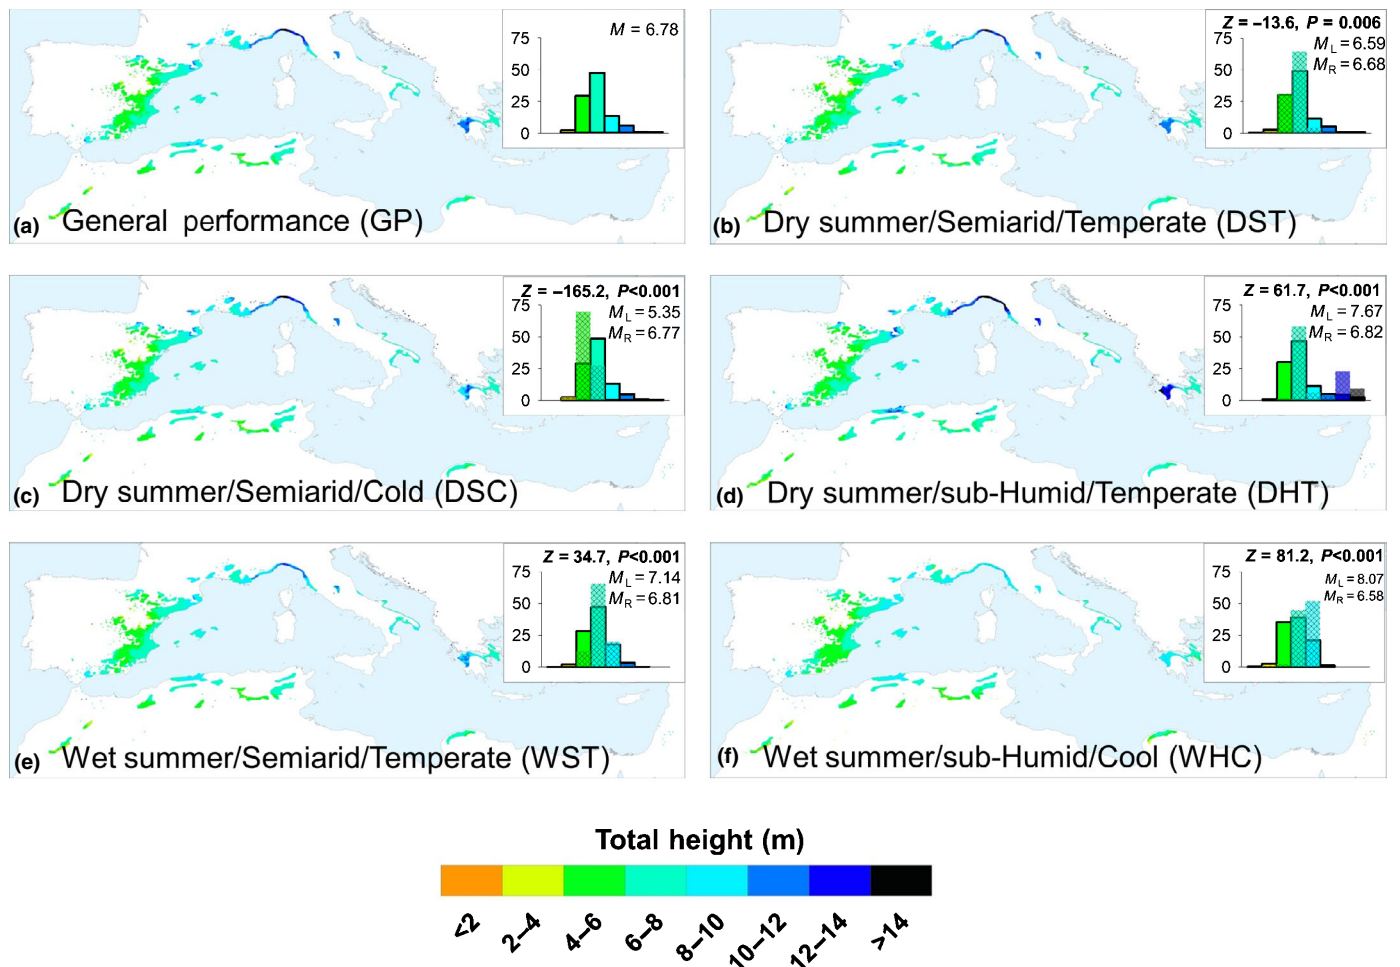 M = 6.78
75
50
25
0
(a) General performance (GP)
Z = –13.6, P = 0.006
ML = 6.59
MR = 6.68
75
50
25
0
(b) Dry summer/Semiarid/Temperate (DST)
Z = –165.2, P<0.001
ML = 5.35
MR = 6.77
75
50
25
0
(c) Dry summer/Semiarid/Cold (DSC)
Z = 61.7, P<0.001
ML = 7.67
MR = 6.82
75
50
25
0
(d) Dry summer/sub-Humid/Temperate (DHT)
Z = 34.7, P<0.001
ML = 7.14
MR = 6.81
75
50
25
0
(e) Wet summer/Semiarid/Temperate (WST)
Z = 81.2, P<0.001
ML = 8.07
MR = 6.58
75
50
25
0
(f) Wet summer/sub-Humid/Cool (WHC)
Total height (m)
<2
2–4
4–6
6–8
8–10
10–12
12–14
>14